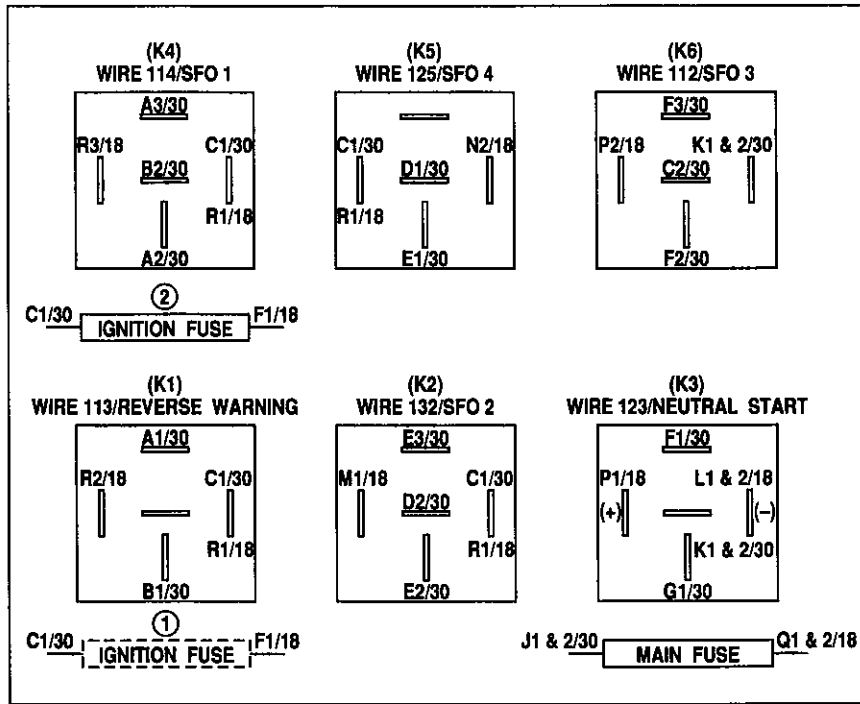 (K4)
WIRE 114/SFO 1
A3/30
R3/18
C1/30
B2/30
R1/18
A2/30
(K5)
WIRE 125/SFO 4
C1/30
N2/18
D1/30
R1/18
E1/30
(K6)
WIRE 112/SFO 3
F3/30
P2/18
K1 & 2/30
C2/30
F2/30
2
C1/30
IGNITION FUSE
F1/18
(K1)
WIRE 113/REVERSE WARNING
A1/30
R2/18
C1/30
R1/18
B1/30
(K2)
WIRE 132/SFO 2
E3/30
M1/18
C1/30
D2/30
R1/18
E2/30
(K3)
WIRE 123/NEUTRAL START
F1/30
P1/18
L1 & 2/18
(+)
(–)
K1 & 2/30
G1/30
1
C1/30
IGNITION FUSE
F1/18
J1 & 2/30
MAIN FUSE
Q1 & 2/18